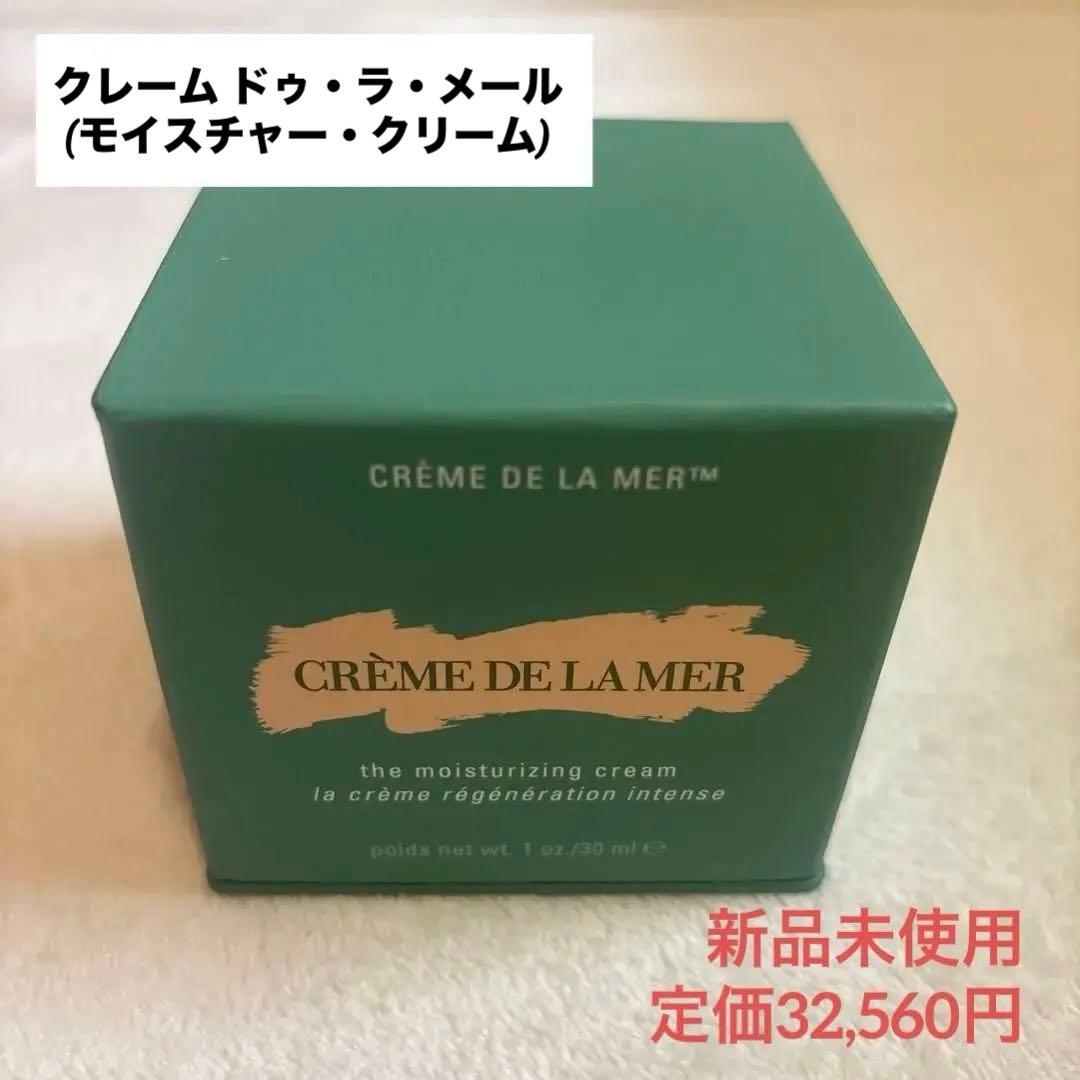 クレーム ドゥ・ラ・メール
(モイスチャー・クリーム)
CRÈME DE LA MER™
CRÈME DE LA MER
the moisturizing cream
la crème régénération intense
poids net wt. 1 oz./30 ml ℮
新品未使用
定価32,560円